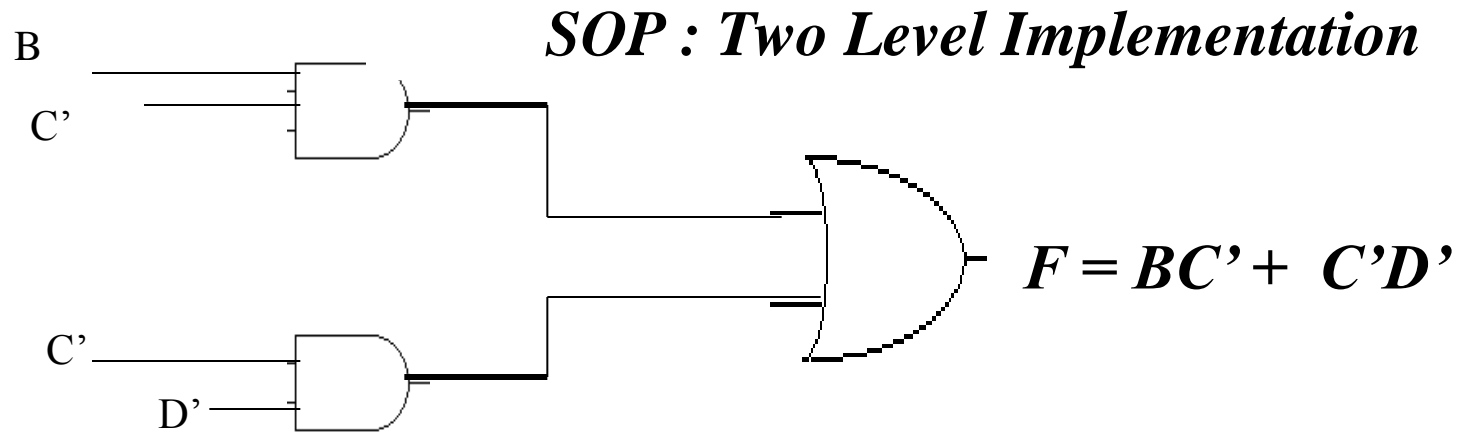 SOP : Two Level Implementation
B
C’
F = BC’ + C’D’
C’
D’